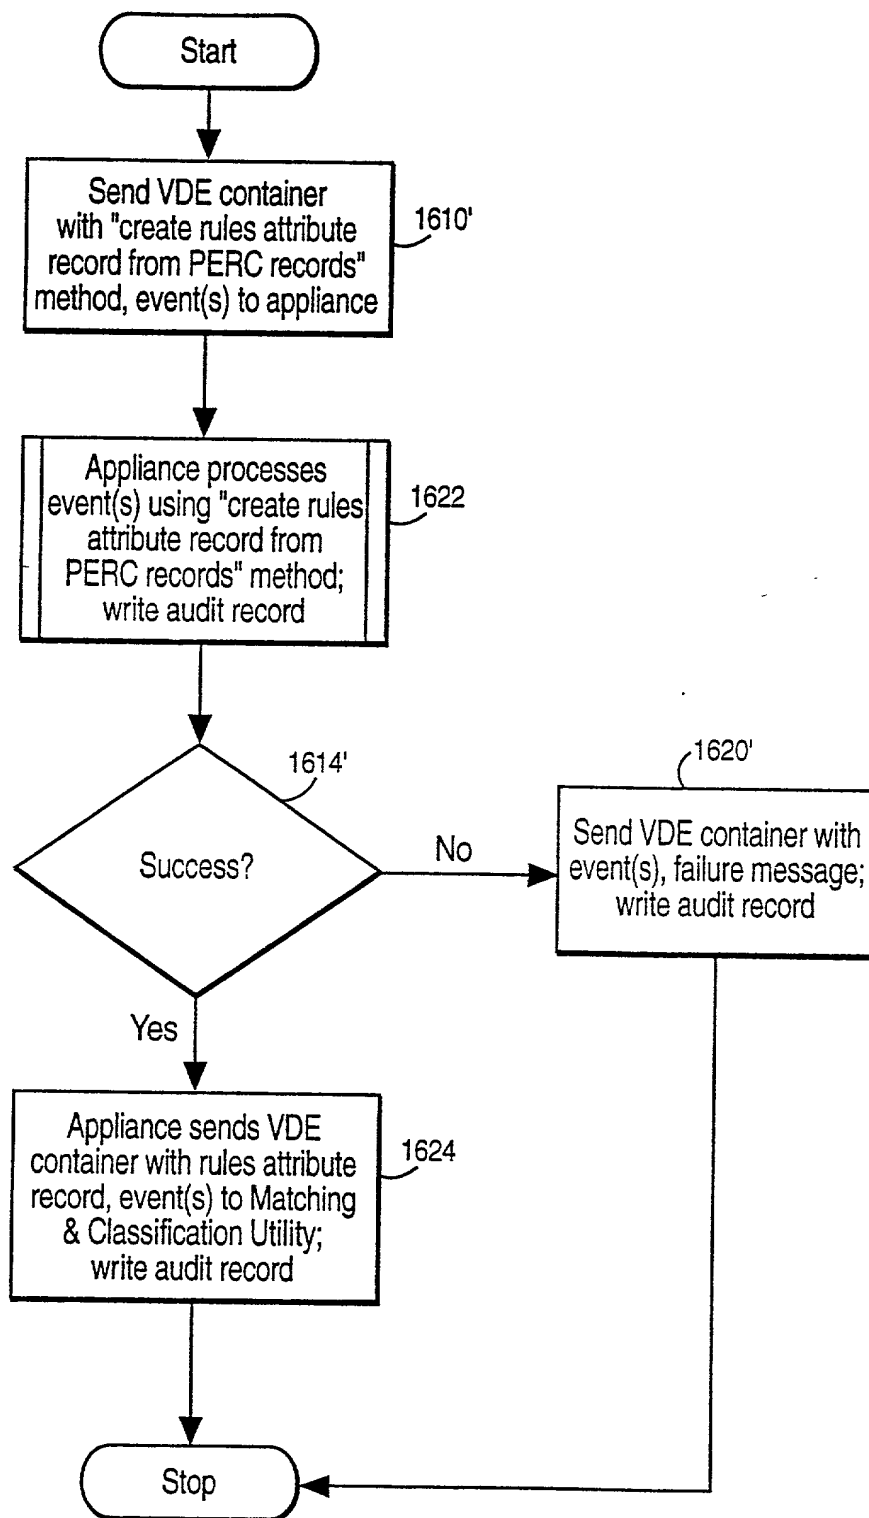 Start
Send VDE container
with "create rules attribute
record from PERC records"
method, event(s) to appliance
1610'
Appliance processes
event(s) using "create rules
attribute record from
PERC records" method;
write audit record
1622
Success?
1614'
No
1620'
Send VDE container with
event(s), failure message;
write audit record
Yes
Appliance sends VDE
container with rules attribute
record, event(s) to Matching
& Classification Utility;
write audit record
1624
Stop